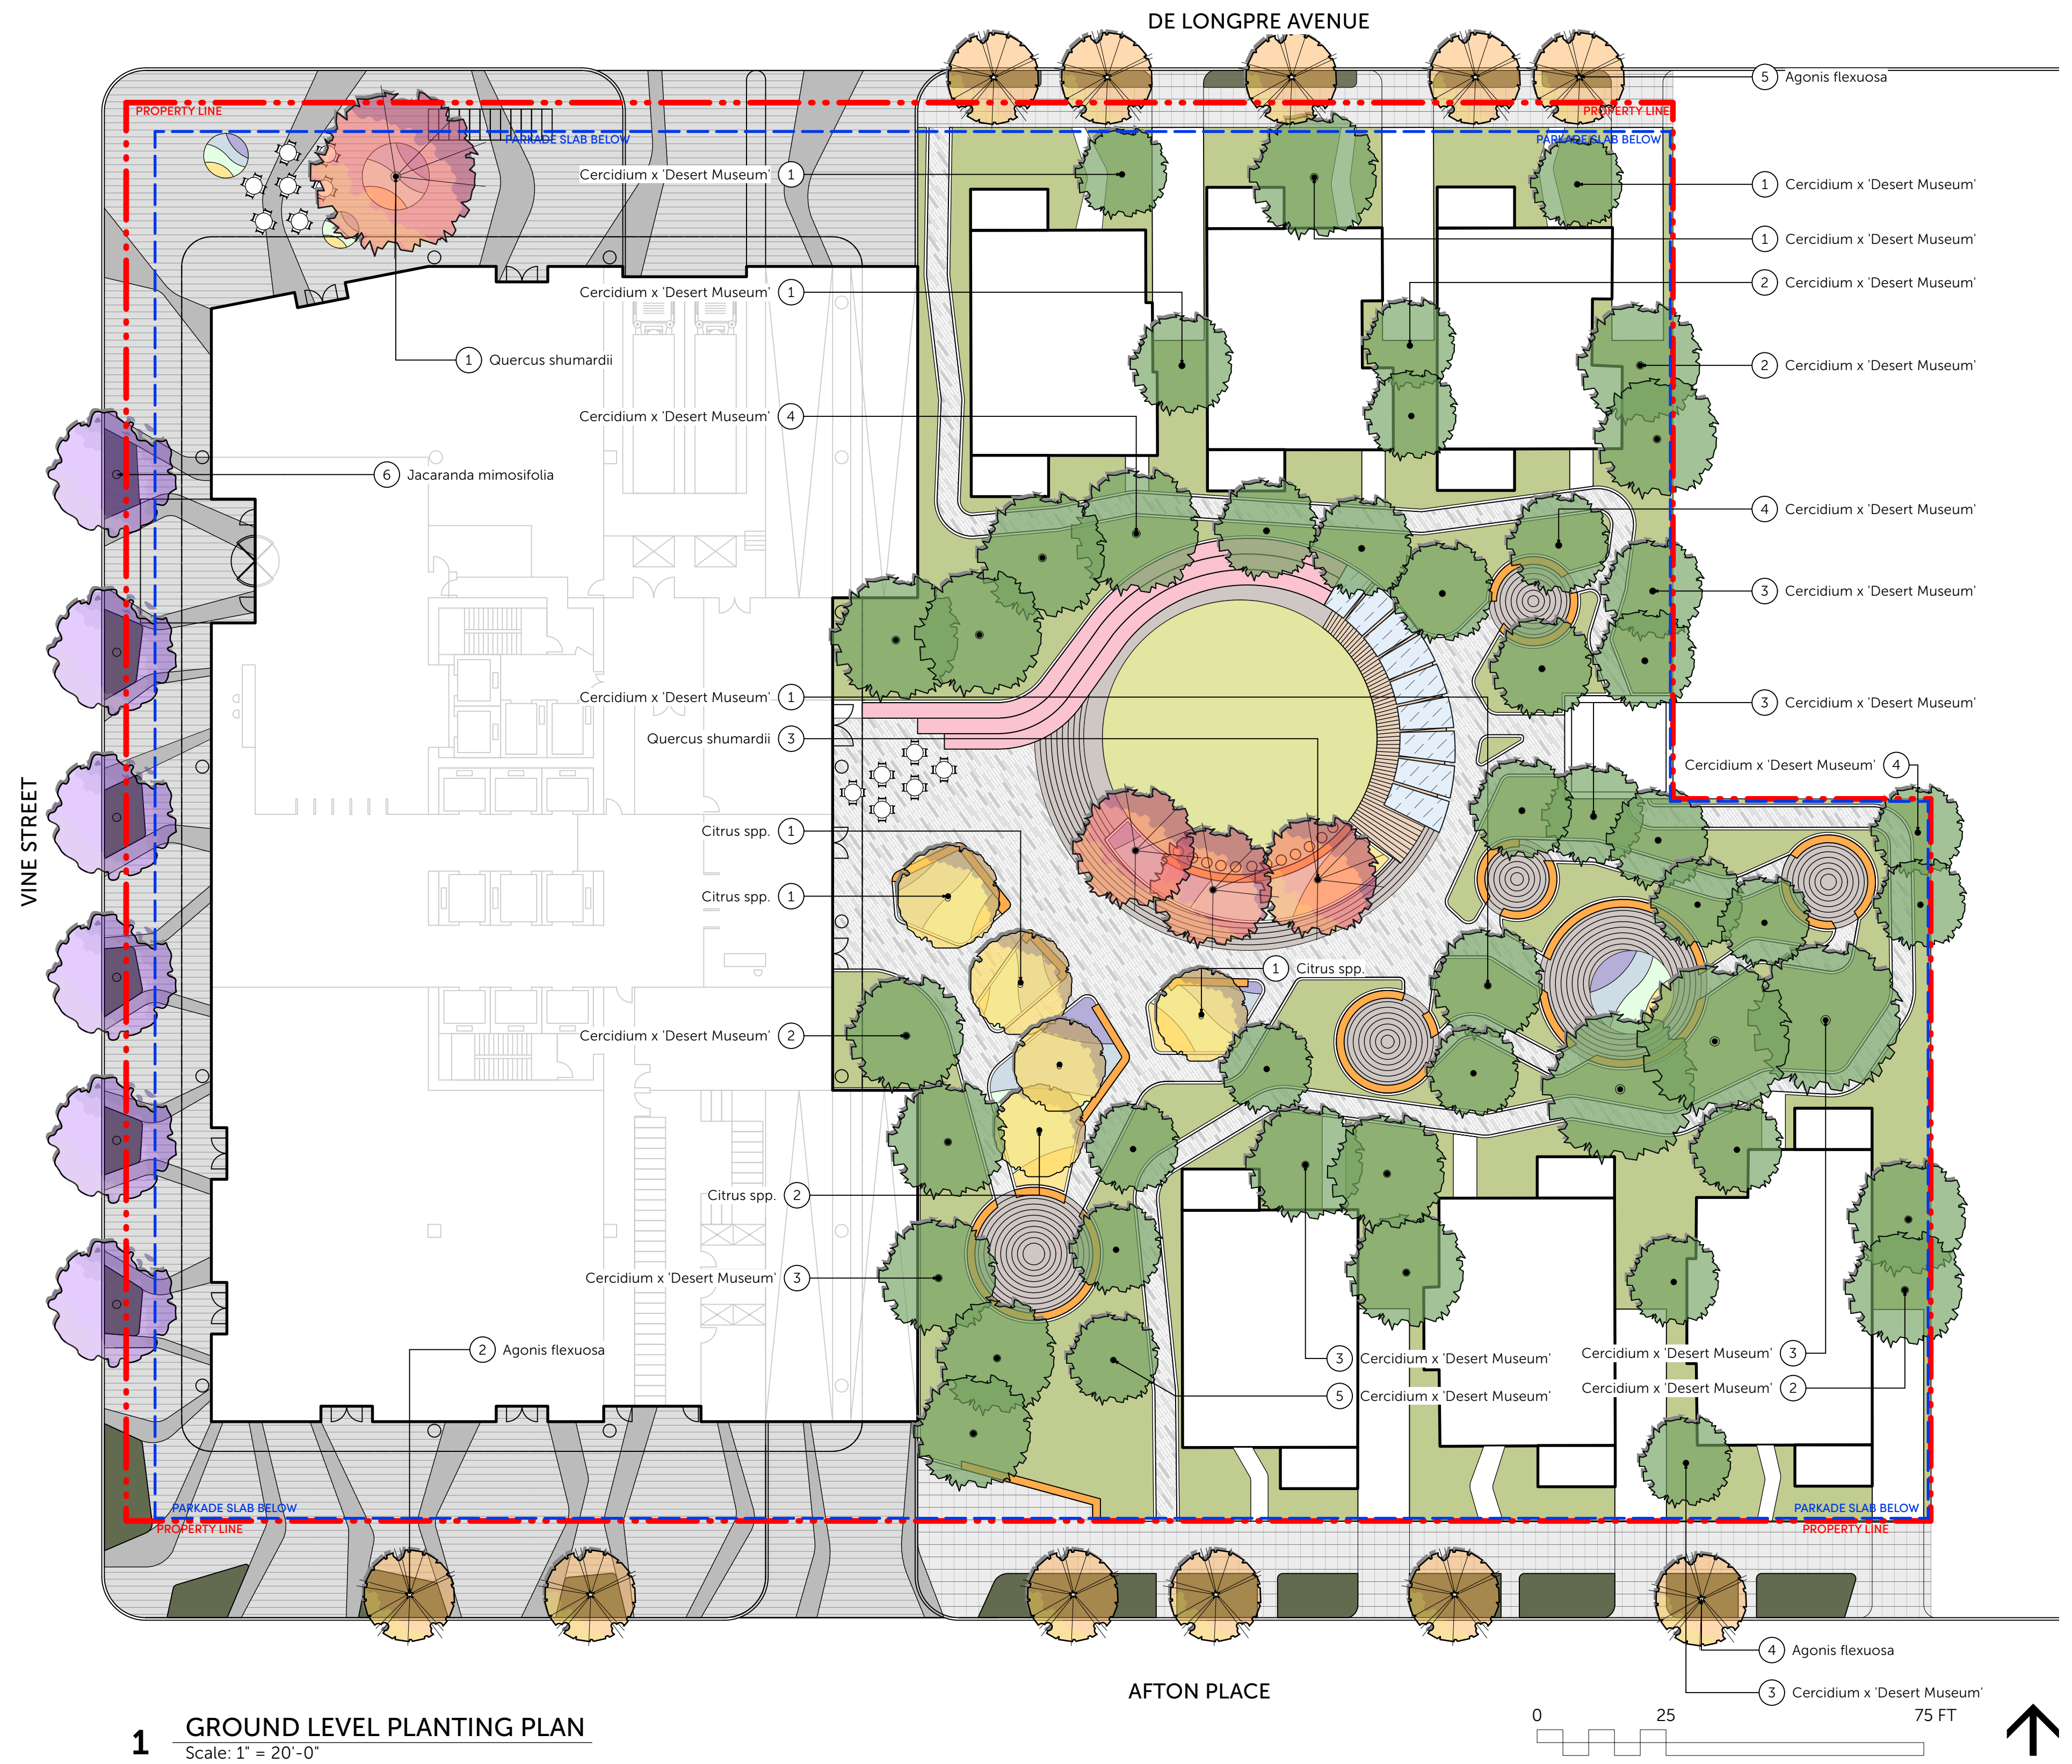 DE LONGPRE AVENUE
5 Agonis flexuosa
PROPERTY LINE
PROPERTY LINE
PARKADE SLAB BELOW
PARKADE SLAB BELOW
Cercidium x 'Desert Museum' 1
1 Cercidium x 'Desert Museum'
1 Cercidium x 'Desert Museum'
2 Cercidium x 'Desert Museum'
Cercidium x 'Desert Museum' 1
1 Quercus shumardii
2 Cercidium x 'Desert Museum'
Cercidium x 'Desert Museum' 4
6 Jacaranda mimosifolia
4 Cercidium x 'Desert Museum'
3 Cercidium x 'Desert Museum'
Cercidium x 'Desert Museum' 1
3 Cercidium x 'Desert Museum'
Quercus shumardii 3
Cercidium x 'Desert Museum' 4
VINE STREET
Citrus spp. 1
Citrus spp. 1
1 Citrus spp.
Cercidium x 'Desert Museum' 2
Citrus spp. 2
Cercidium x 'Desert Museum' 3
2 Agonis flexuosa
3 Cercidium x 'Desert Museum'
Cercidium x 'Desert Museum' 3
Cercidium x 'Desert Museum' 2
5 Cercidium x 'Desert Museum'
PARKADE SLAB BELOW
PARKADE SLAB BELOW
PROPERTY LINE
PROPERTY LINE
4 Agonis flexuosa
AFTON PLACE
3 Cercidium x 'Desert Museum'
0 25 75 FT
1 GROUND LEVEL PLANTING PLAN
Scale: 1" = 20'-0"